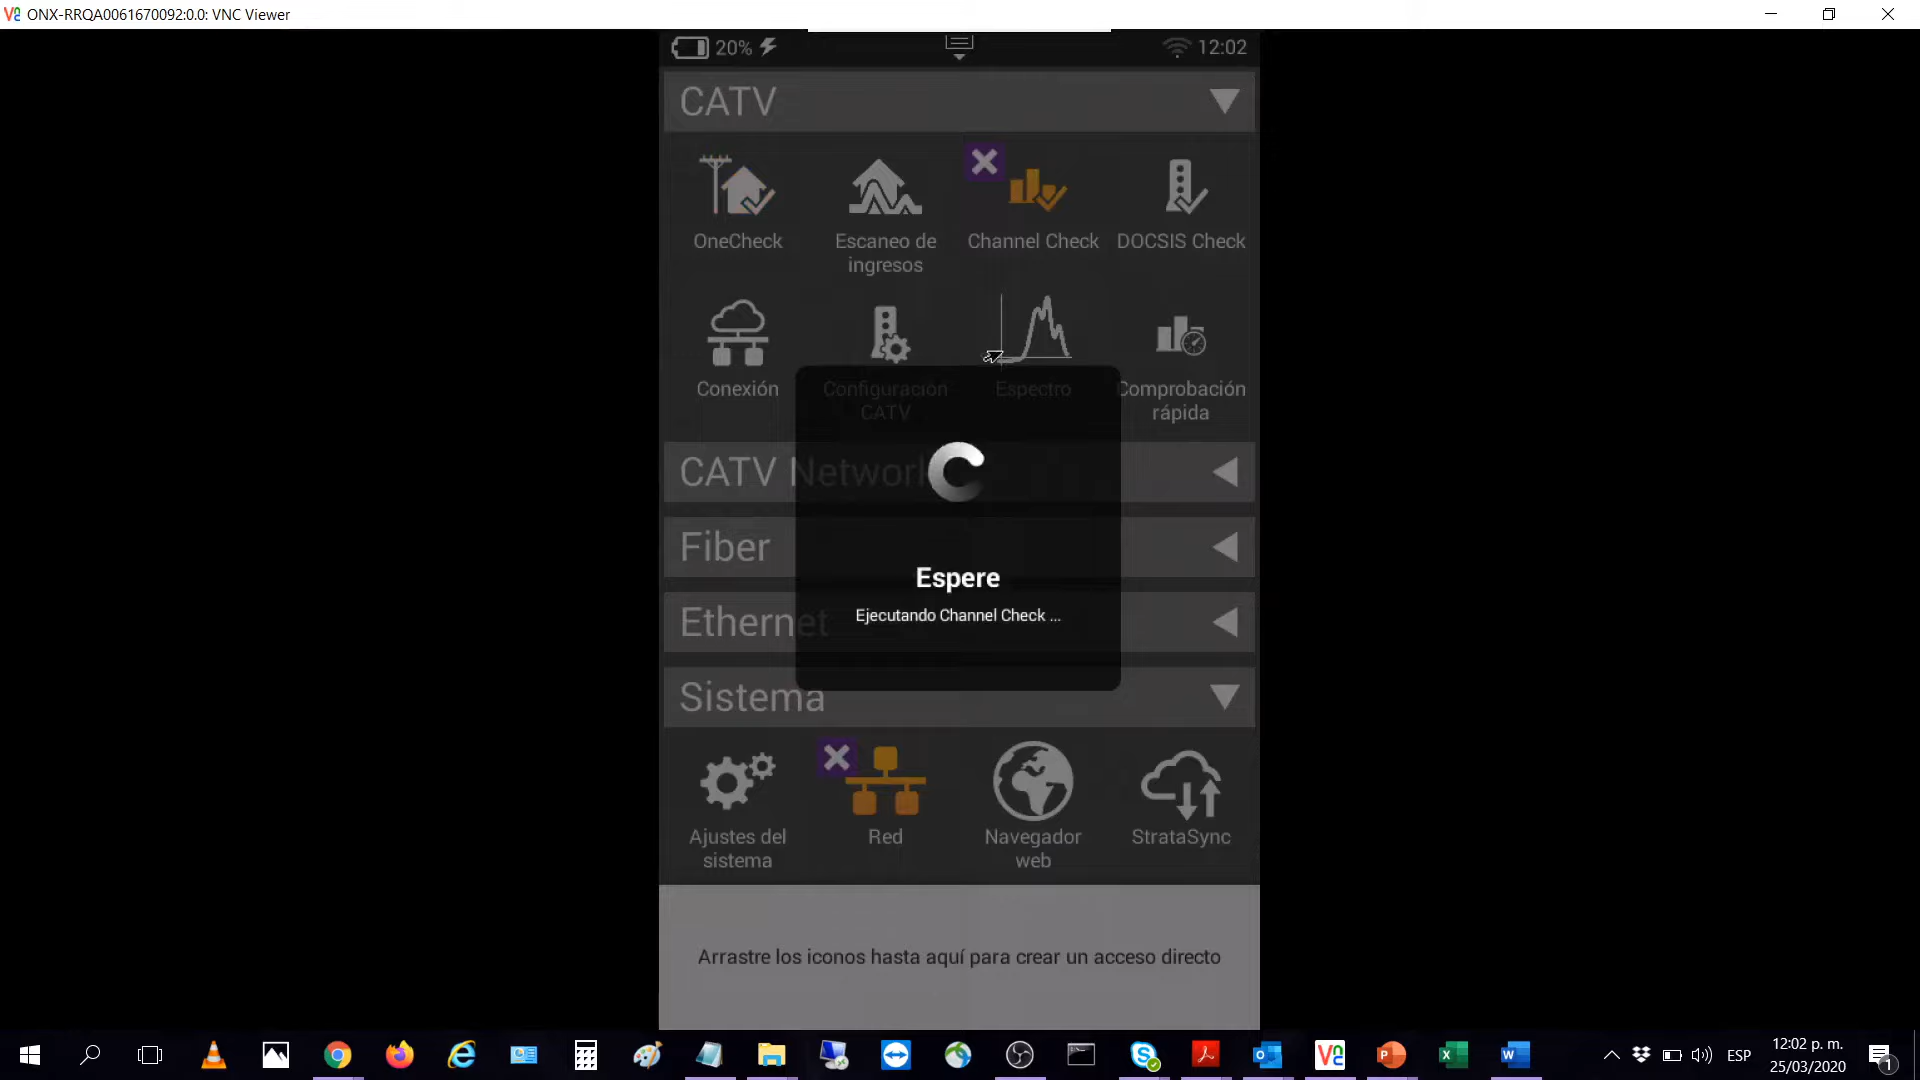 ONX-RRQA0061670092:0.0: VNC Viewer
20%
12:02
CATV
OneCheck
Escaneo de
ingresos
Channel Check
DOCSIS Check
Conexión
Configuración
CATV
Espectro
Comprobación
rápida
CATV Network
Fiber
Ethernet
Espere
Ejecutando Channel Check ...
Sistema
Ajustes del
sistema
Red
Navegador
web
StrataSync
Arrastre los iconos hasta aquí para crear un acceso directo
ESP
12:02 p. m.
25/03/2020
1